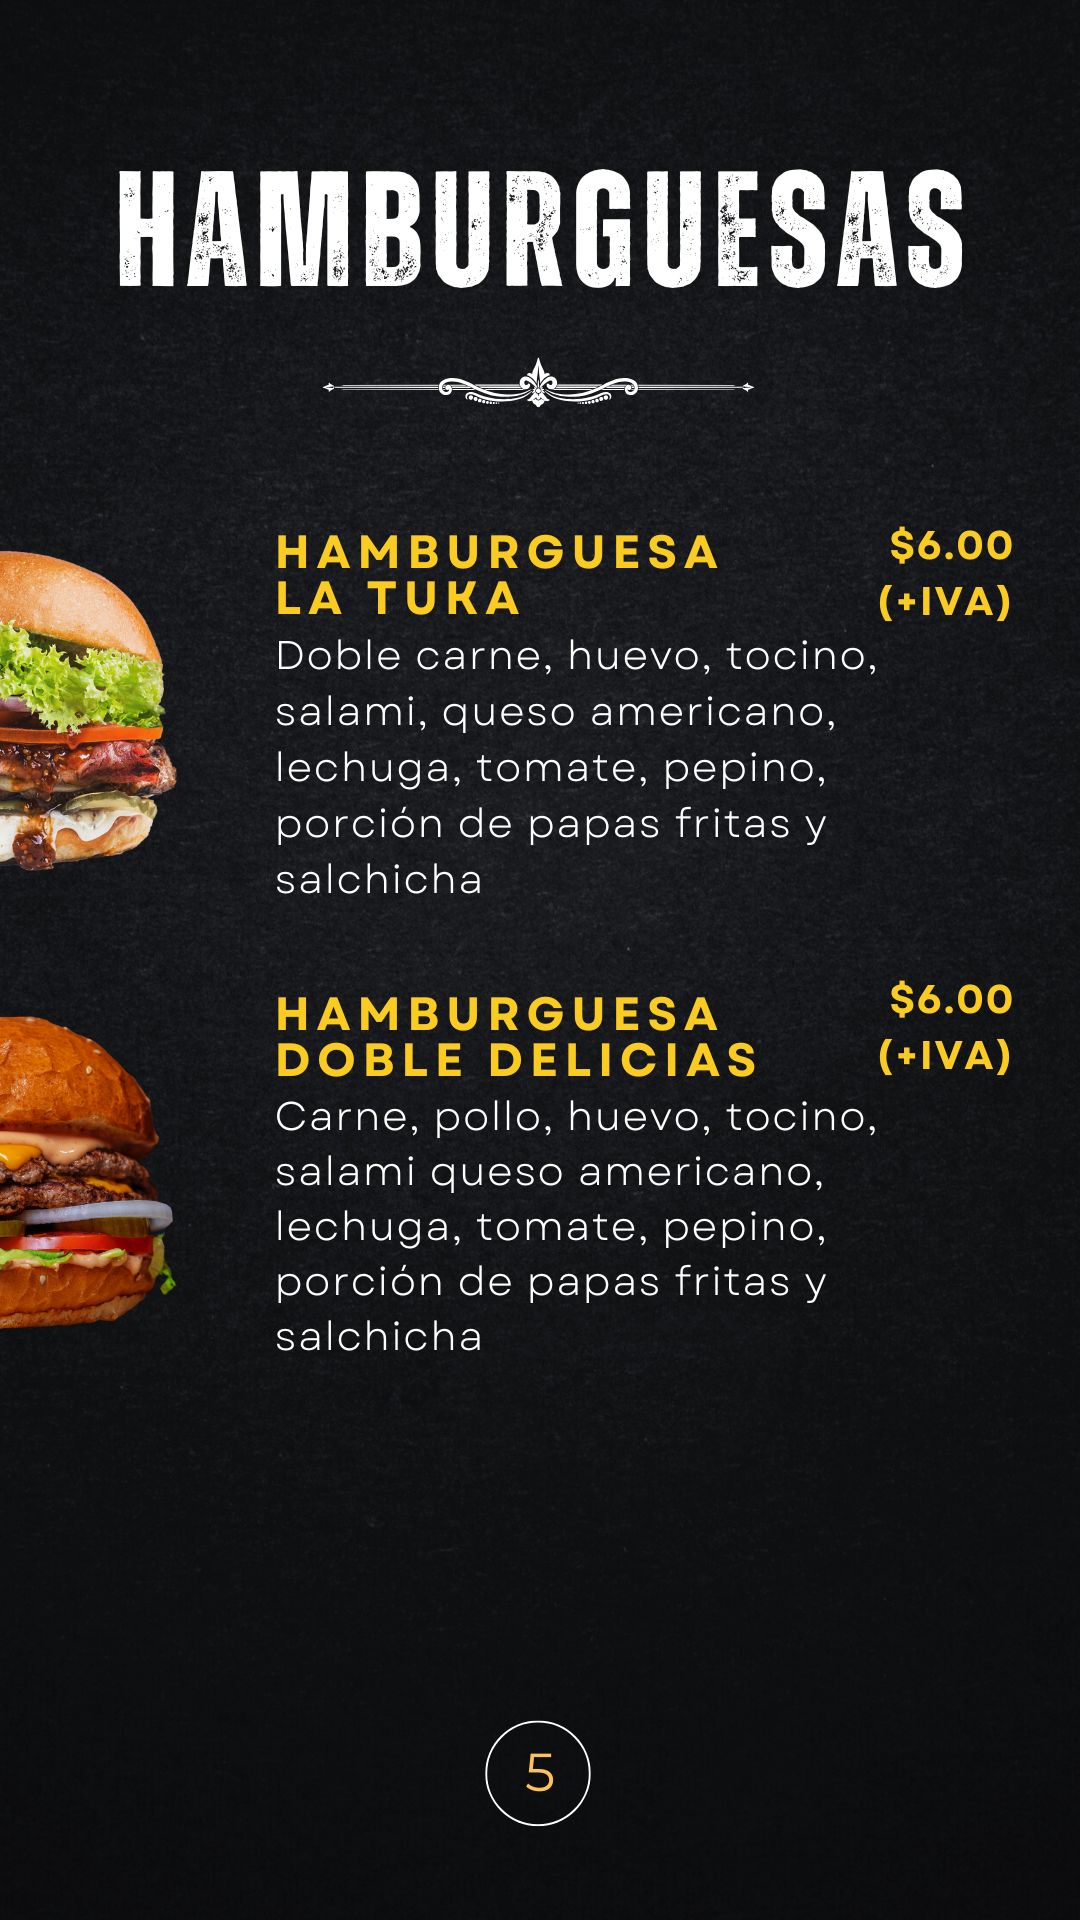 HAMBURGUESAS
HAMBURGUESA
LA TUKA
$6.00
(+IVA)
Doble carne, huevo, tocino,
salami, queso americano,
lechuga, tomate, pepino,
porción de papas fritas y
salchicha
HAMBURGUESA
DOBLE DELICIAS
$6.00
(+IVA)
Carne, pollo, huevo, tocino,
salami queso americano,
lechuga, tomate, pepino,
porción de papas fritas y
salchicha
5